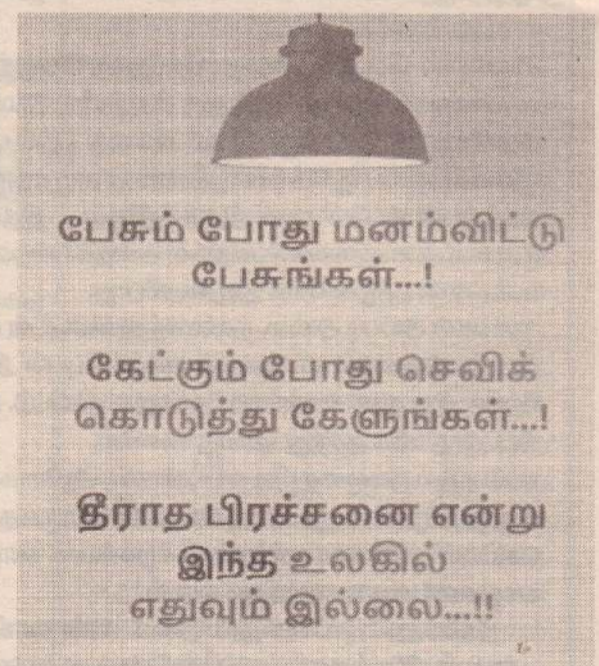 பேசும் போது மனம்விட்டு
பேசுங்கள்...!
கேட்கும் போது செவிக்
கொடுத்து கேளுங்கள்...!
தீராத பிரச்சனை என்று
இந்த உலகில்
எதுவும் இல்லை...!!